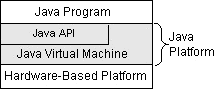 Java Program
Java API
Java Virtual Machine
Hardware-Based Platform
Java
Platform